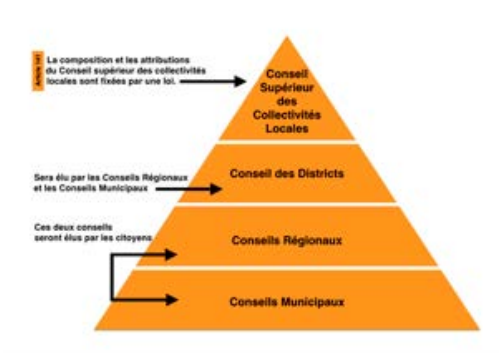 Article 141
La composition et les attributions
du Conseil supérieur des collectivités
locales sont fixées par une loi.
Conseil
Supérieur
des
Collectivités
Locales
Sera élu par les Conseils Régionaux
et les Conseils Municipaux
Conseil des Districts
Ces deux conseils
seront élus par les citoyens
Conseils Régionaux
Conseils Municipaux